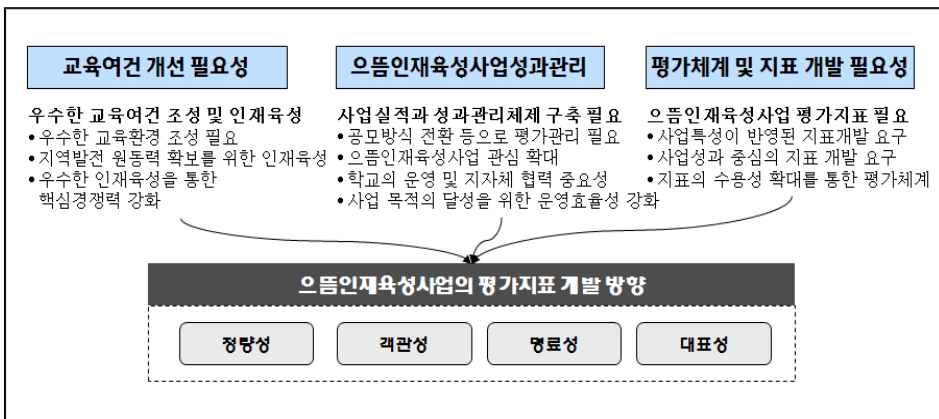 교육여건 개선 필요성
우수한 교육여건 조성 및 인재육성
• 우수한 교육환경 조성 필요
• 지역발전 원동력 확보를 위한 인재육성
• 우수한 인재육성을 통한
핵심경쟁력 강화
으뜸인재육성사업성과관리
사업실적과 성과관리체제 구축 필요
• 공모방식 전환 등으로 평가관리 필요
• 으뜸인재육성사업 관심 확대
• 학교의 운영 및 지자체 협력 중요성
• 사업 목적의 달성을 위한 운영효율성 강화
평가체계 및 지표 개발 필요성
으뜸인재육성사업 평가지표 필요
• 사업특성이 반영된 지표개발 요구
• 사업성과 중심의 지표 개발 요구
• 지표의 수용성 확대를 통한 평가체계
으뜸인재육성사업의 평가지표 개발 방향
정량성
객관성
명료성
대표성